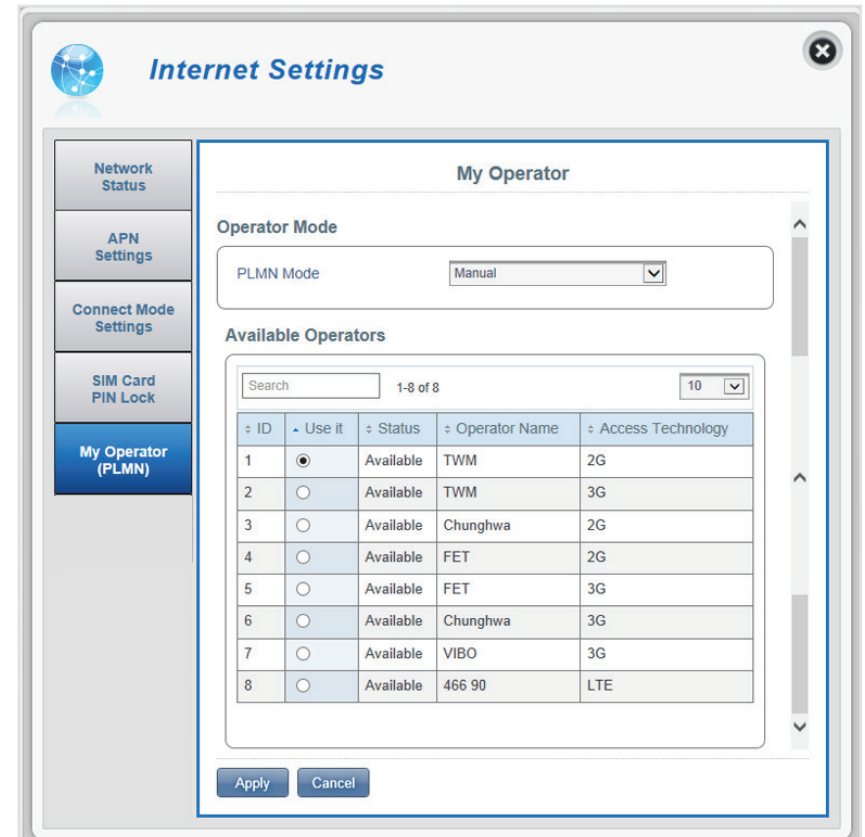 Internet Settings
Network
Status
APN
Settings
Connect Mode
Settings
SIM Card
PIN Lock
My Operator
(PLMN)
My Operator
Operator Mode
PLMN Mode Manual
Available Operators
Search 1-8 of 8 10
ID Use it Status Operator Name Access Technology
1 Available TWM 2G
2 Available TWM 3G
3 Available Chunghwa 2G
4 Available FET 2G
5 Available FET 3G
6 Available Chunghwa 3G
7 Available VIBO 3G
8 Available 466 90 LTE
Apply Cancel